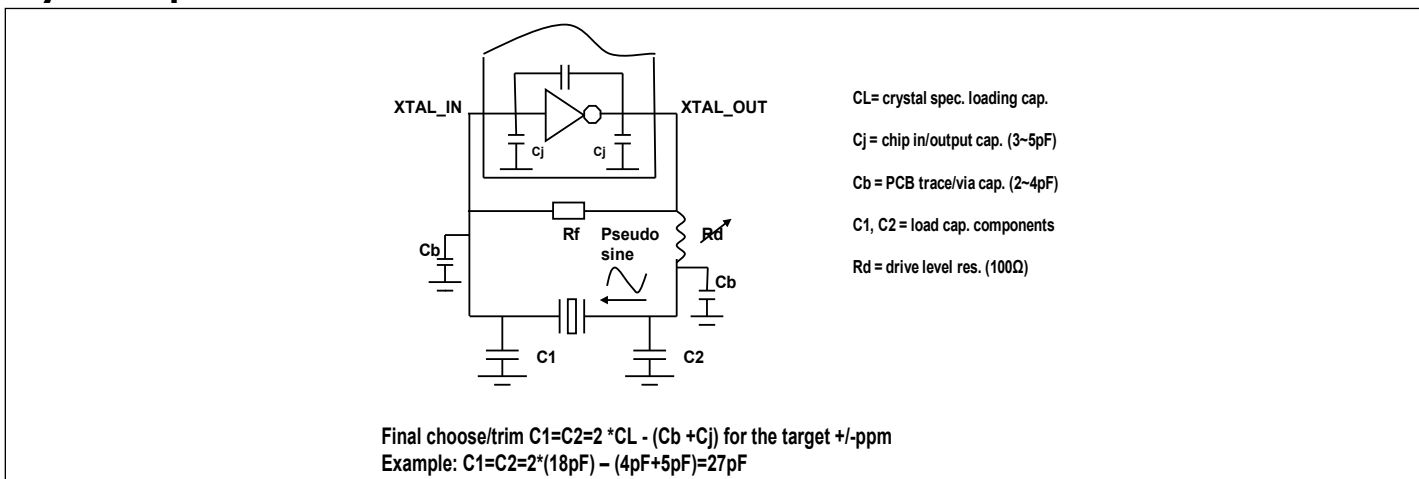 XTAL_IN
XTAL_OUT
Cj
Cj
Rf
Pseudo
sine
Rd
Cb
Cb
C1
C2
CL= crystal spec. loading cap.
Cj = chip in/output cap. (3~5pF)
Cb = PCB trace/via cap. (2~4pF)
C1, C2 = load cap. components
Rd = drive level res. (100Ω)
Final choose/trim C1=C2=2 *CL - (Cb +Cj) for the target +/-ppm
Example: C1=C2=2*(18pF) – (4pF+5pF)=27pF